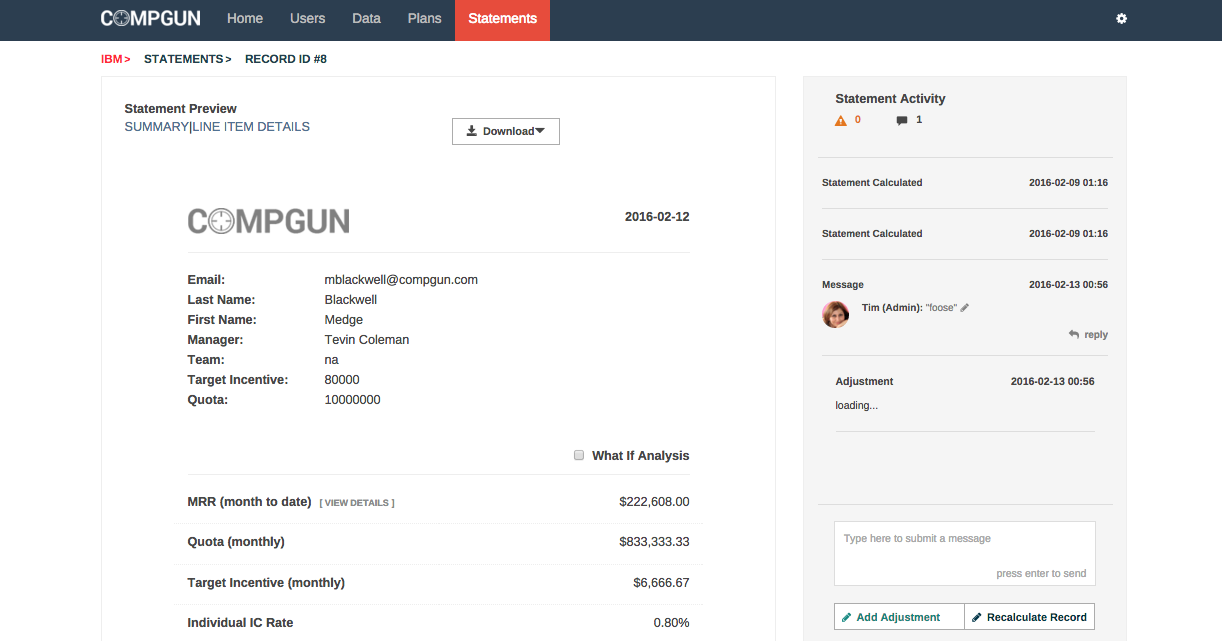 COMPGUN Home Users Data Plans Statements
IBM > STATEMENTS > RECORD ID #8
Statement Preview
SUMMARY|LINE ITEM DETAILS
Download
COMPGUN 2016-02-12
Email: mblackwell@compgun.com
Last Name: Blackwell
First Name: Medge
Manager: Tevin Coleman
Team: na
Target Incentive: 80000
Quota: 10000000
What If Analysis
MRR (month to date) [ VIEW DETAILS ] $222,608.00
Quota (monthly) $833,333.33
Target Incentive (monthly) $6,666.67
Individual IC Rate 0.80%
Statement Activity
0 1
Statement Calculated 2016-02-09 01:16
Statement Calculated 2016-02-09 01:16
Message 2016-02-13 00:56
Tim (Admin): "foose"
reply
Adjustment 2016-02-13 00:56
loading...
Type here to submit a message
press enter to send
Add Adjustment Recalculate Record